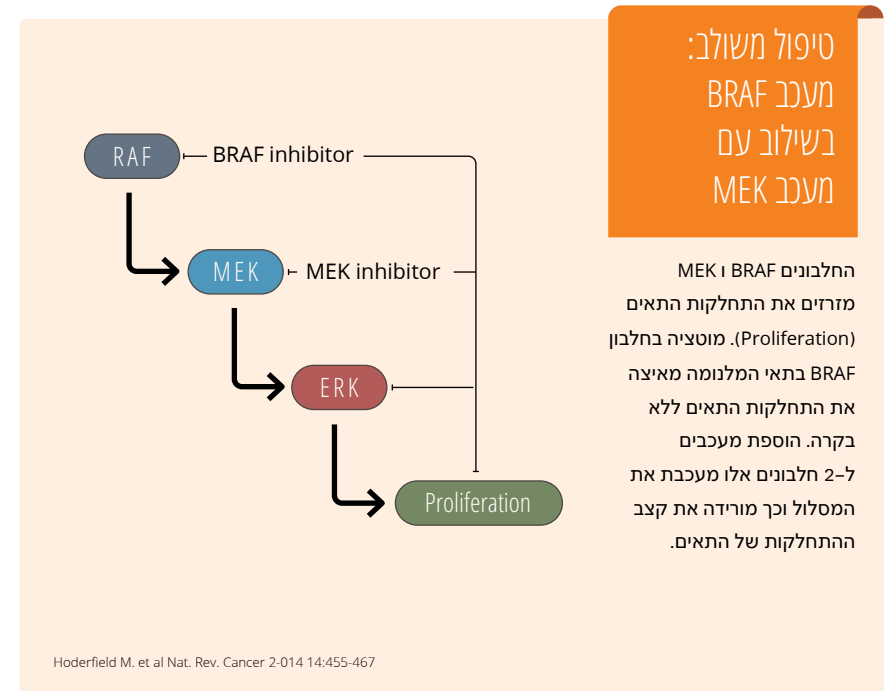 טיפול משולב:
מעכב BRAF
בשילוב עם
מעכב MEK
החלבונים BRAF ו MEK
מזרזים את התחלקות התאים
(Proliferation). מוטציה בחלבון
BRAF בתאי המלנומה מאיצה
את התחלקות התאים ללא
בקרה. הוספת מעכבים
ל–2 חלבונים אלו מעכבת את
המסלול וכך מורידה את קצב
ההתחלקות של התאים.
RAF
BRAF inhibitor
MEK
MEK inhibitor
ERK
Proliferation
Hoderfield M. et al Nat. Rev. Cancer 2-014 14:455-467